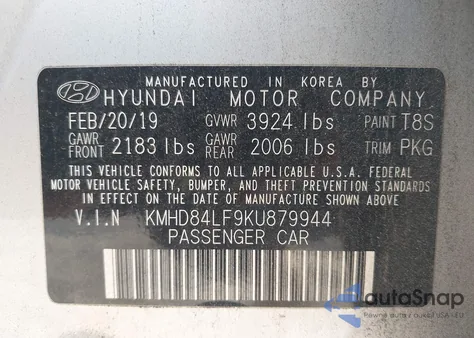 MANUFACTURED IN KOREA BY
HYUNDAI MOTOR COMPANY
FEB/20/19 GVWR 3924 lbs PAINT T8S
GAWR FRONT 2183 lbs GAWR REAR 2006 lbs TRIM PKG
THIS VEHICLE CONFORMS TO ALL APPLICABLE U.S.A. FEDERAL
MOTOR VEHICLE SAFETY, BUMPER, AND THEFT PREVENTION STANDARDS
IN EFFECT ON THE DATE OF MANUFACTURE SHOWN ABOVE.
V.I.N KMHD84LF9KU879944
PASSENGER CAR
autoSnap